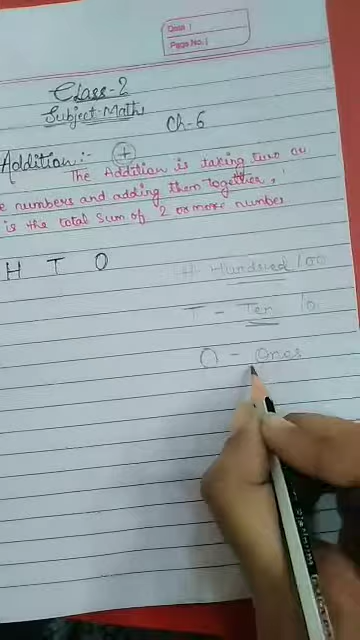 Date :
Page No. :
Class-2
Subject-Maths
Ch-6
Addition :- +
The Addition is taking two or
numbers and adding them Together,
is the total Sum of 2 or more number
H T O
H Hundred 100
T - Ten 10
O - Ones